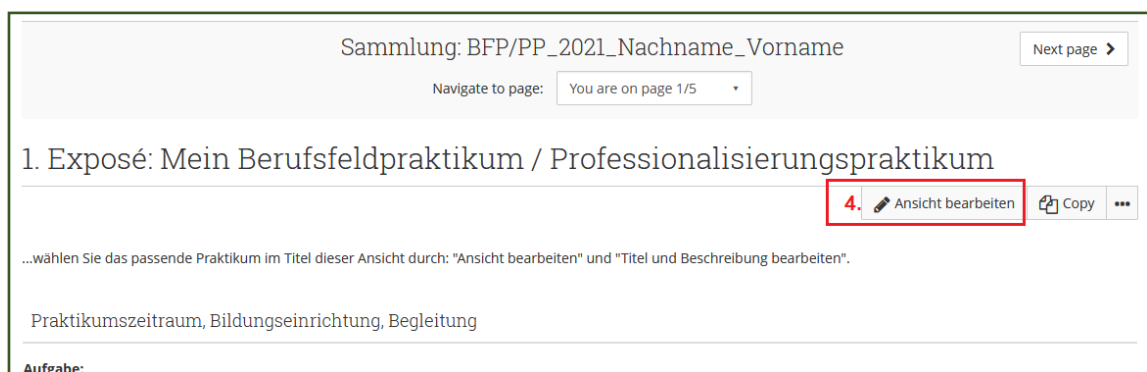 Sammlung: BFP/PP_2021_Nachname_Vorname
Next page
Navigate to page: You are on page 1/5
1. Exposé: Mein Berufsfeldpraktikum / Professionalisierungspraktikum
4. Ansicht bearbeiten Copy
...wählen Sie das passende Praktikum im Titel dieser Ansicht durch: "Ansicht bearbeiten" und "Titel und Beschreibung bearbeiten".
Praktikumszeitraum, Bildungseinrichtung, Begleitung
Aufgabe: